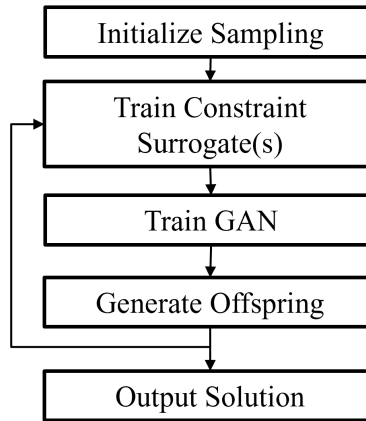 Initialize Sampling
Train Constraint
Surrogate(s)
Train GAN
Generate Offspring
Output Solution